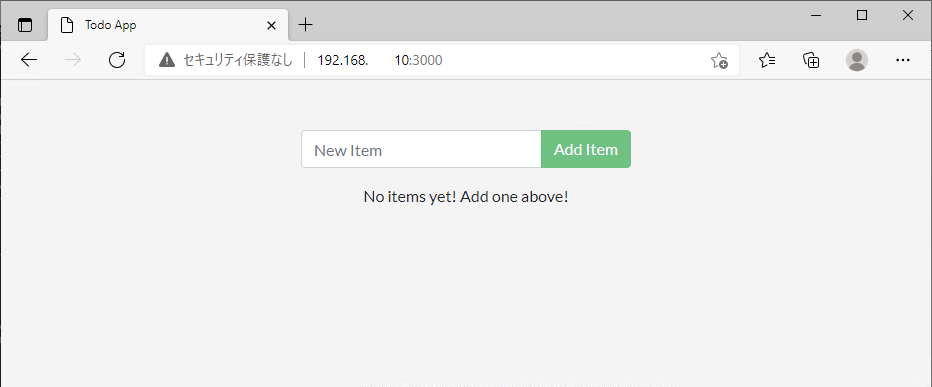 Todo App
セキュリティ保護なし 192.168. 10:3000
New Item Add Item
No items yet! Add one above!